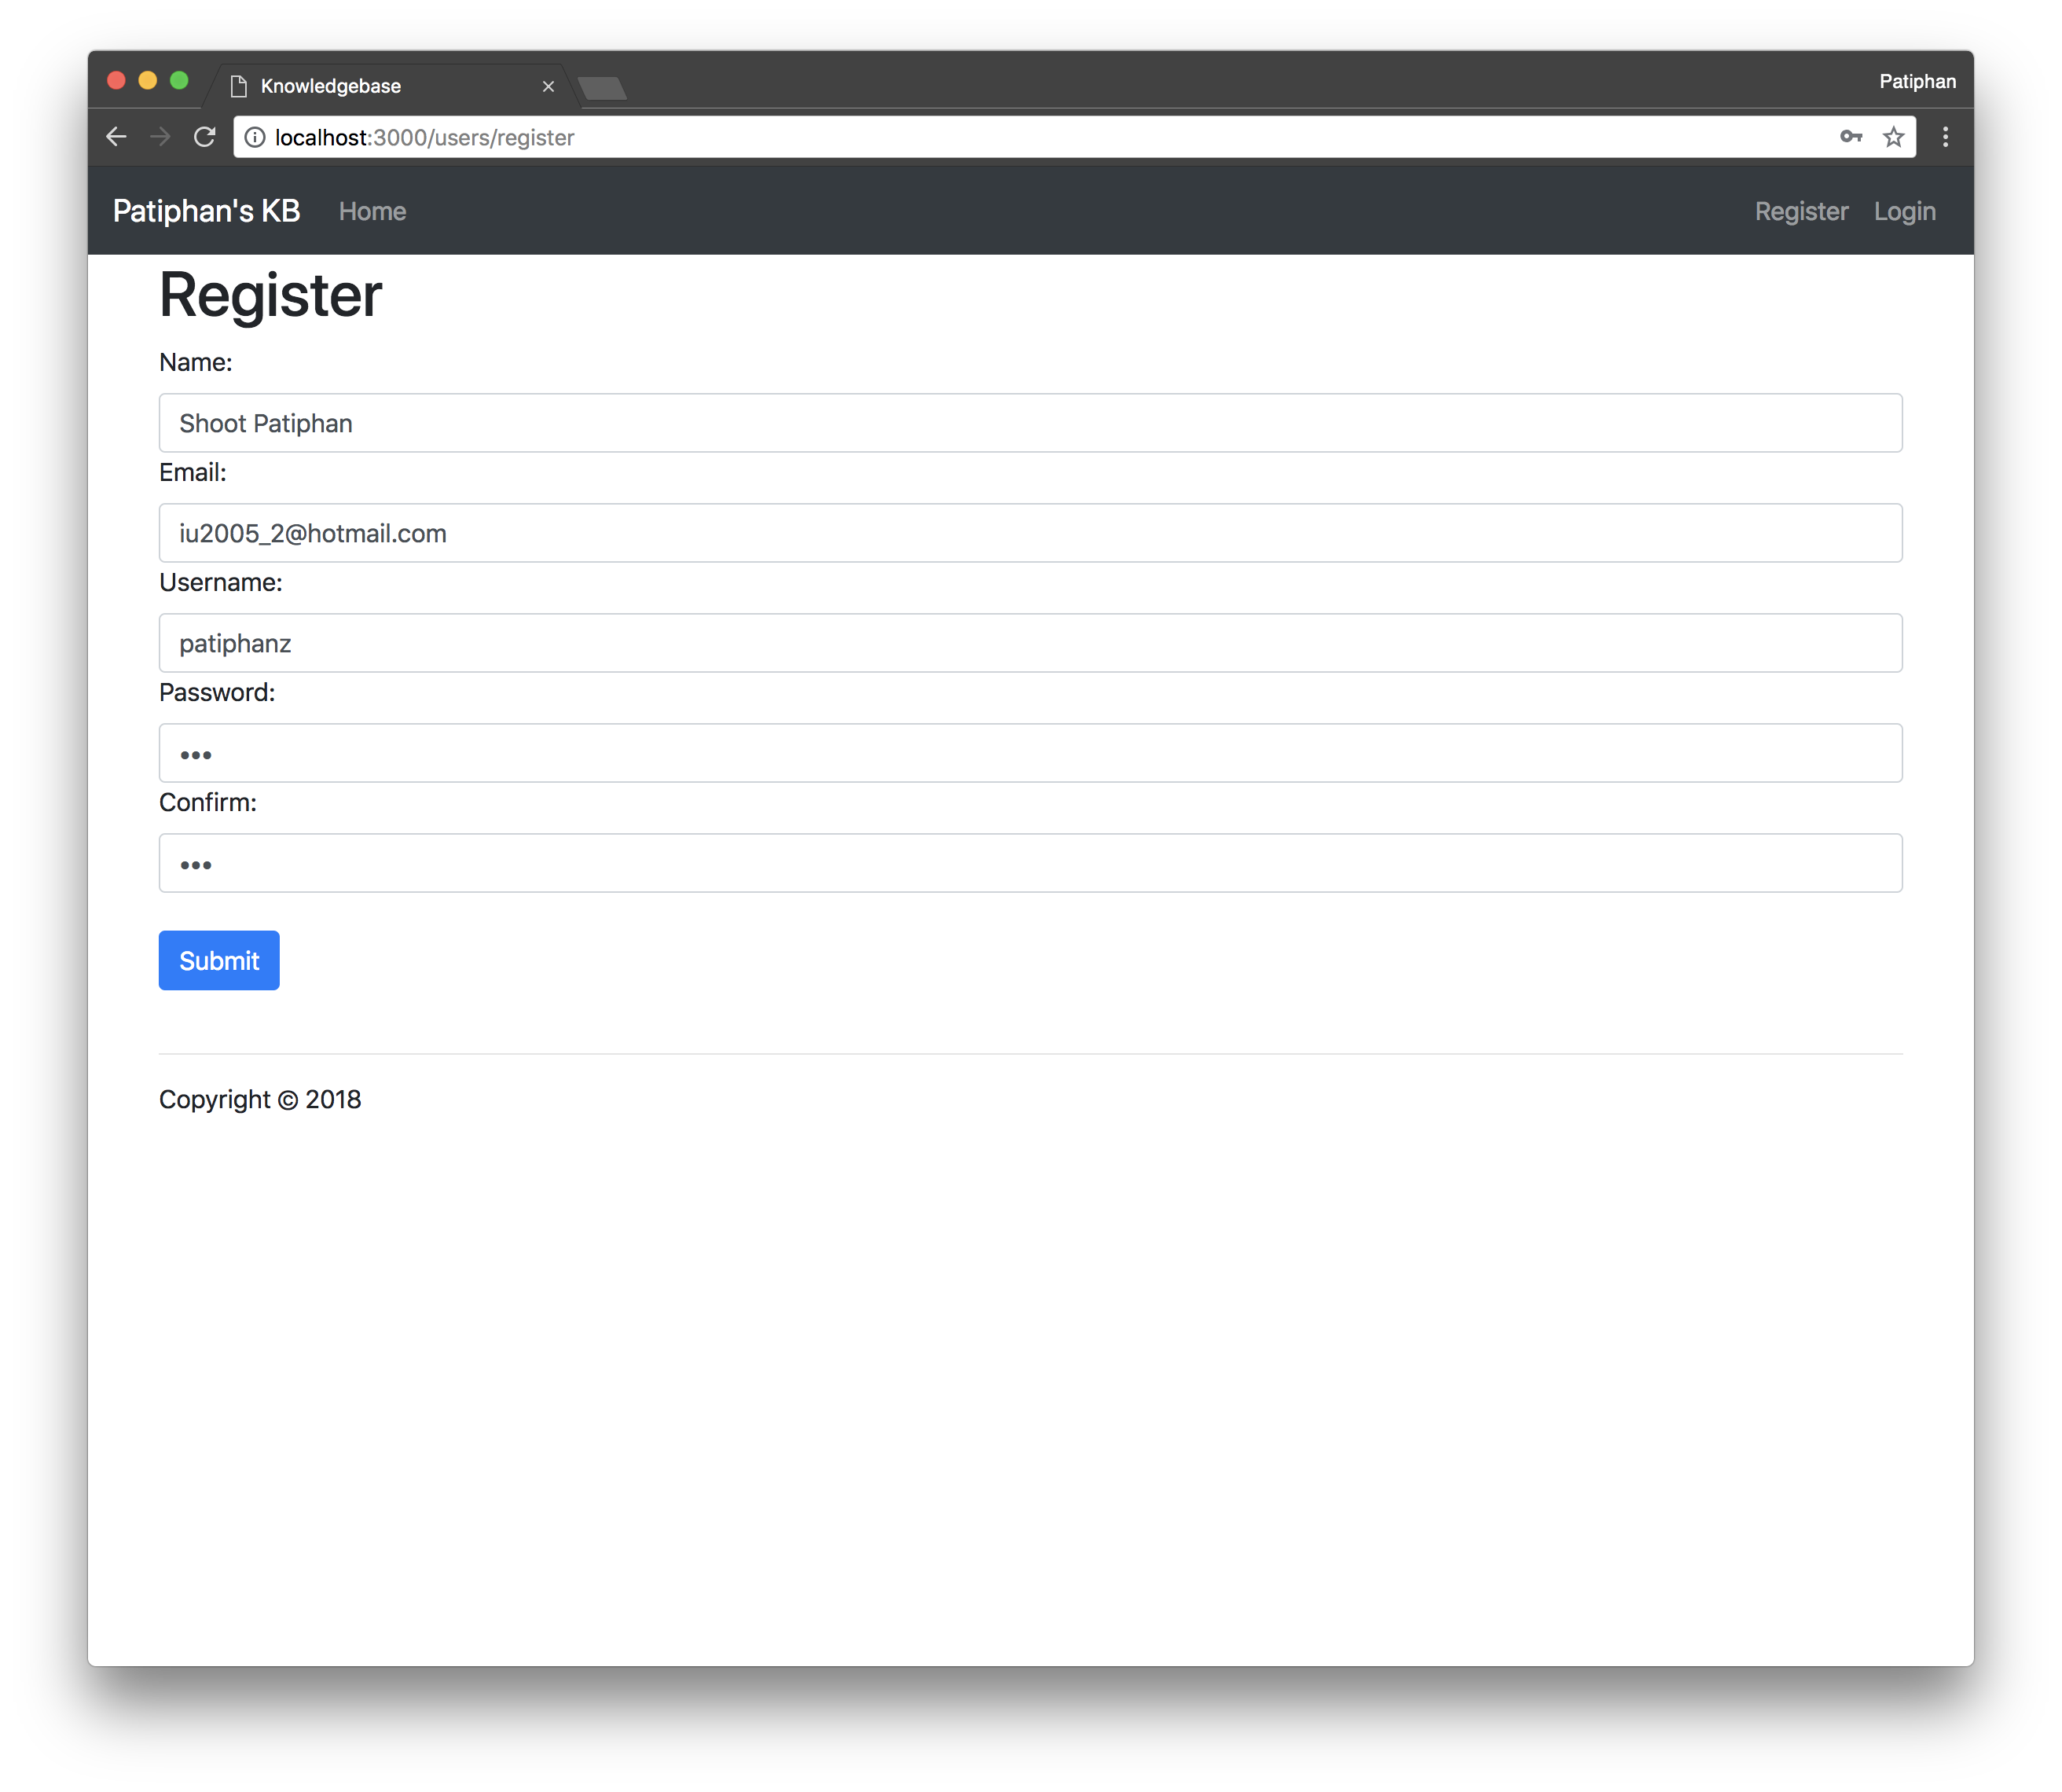 Knowledgebase
Patiphan
localhost:3000/users/register
Patiphan's KB Home Register Login
Register
Name:
Shoot Patiphan
Email:
iu2005_2@hotmail.com
Username:
patiphanz
Password:
•••
Confirm:
•••
Submit
Copyright © 2018